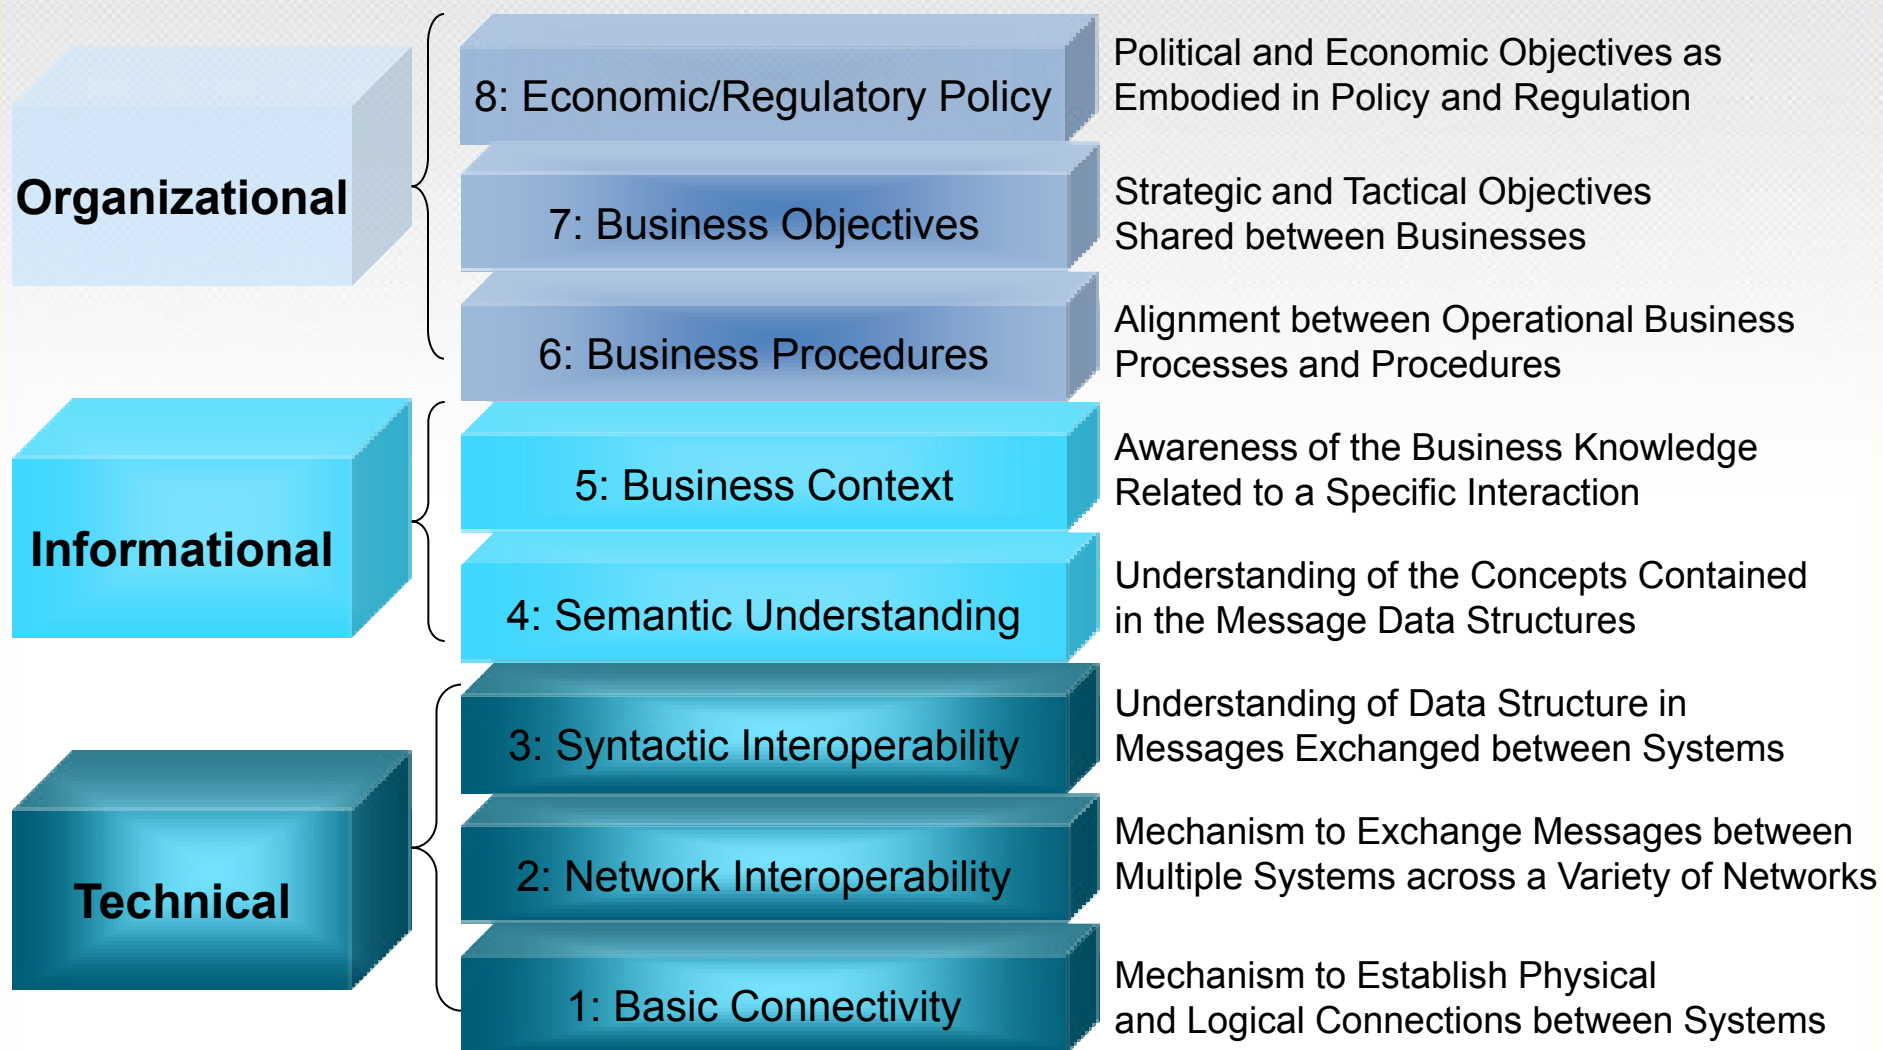 Organizational
8: Economic/Regulatory Policy
Political and Economic Objectives as
Embodied in Policy and Regulation
7: Business Objectives
Strategic and Tactical Objectives
Shared between Businesses
6: Business Procedures
Alignment between Operational Business
Processes and Procedures
Informational
5: Business Context
Awareness of the Business Knowledge
Related to a Specific Interaction
4: Semantic Understanding
Understanding of the Concepts Contained
in the Message Data Structures
Technical
3: Syntactic Interoperability
Understanding of Data Structure in
Messages Exchanged between Systems
2: Network Interoperability
Mechanism to Exchange Messages between
Multiple Systems across a Variety of Networks
1: Basic Connectivity
Mechanism to Establish Physical
and Logical Connections between Systems